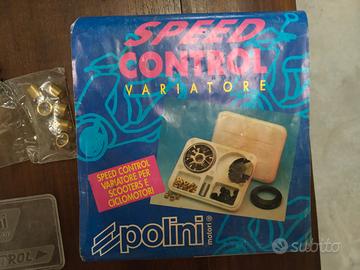 SPEED
CONTROL
VARIATORE
SPEED CONTROL
VARIATORE PER
SCOOTERS E
CICLOMOTORI
polini
motori
subito